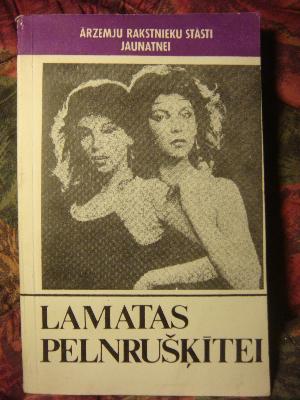 ĀRZEMJU RAKSTNIEKU STĀSTI
JAUNATNEI
LAMATAS
PELNRUŠĶĪTEI